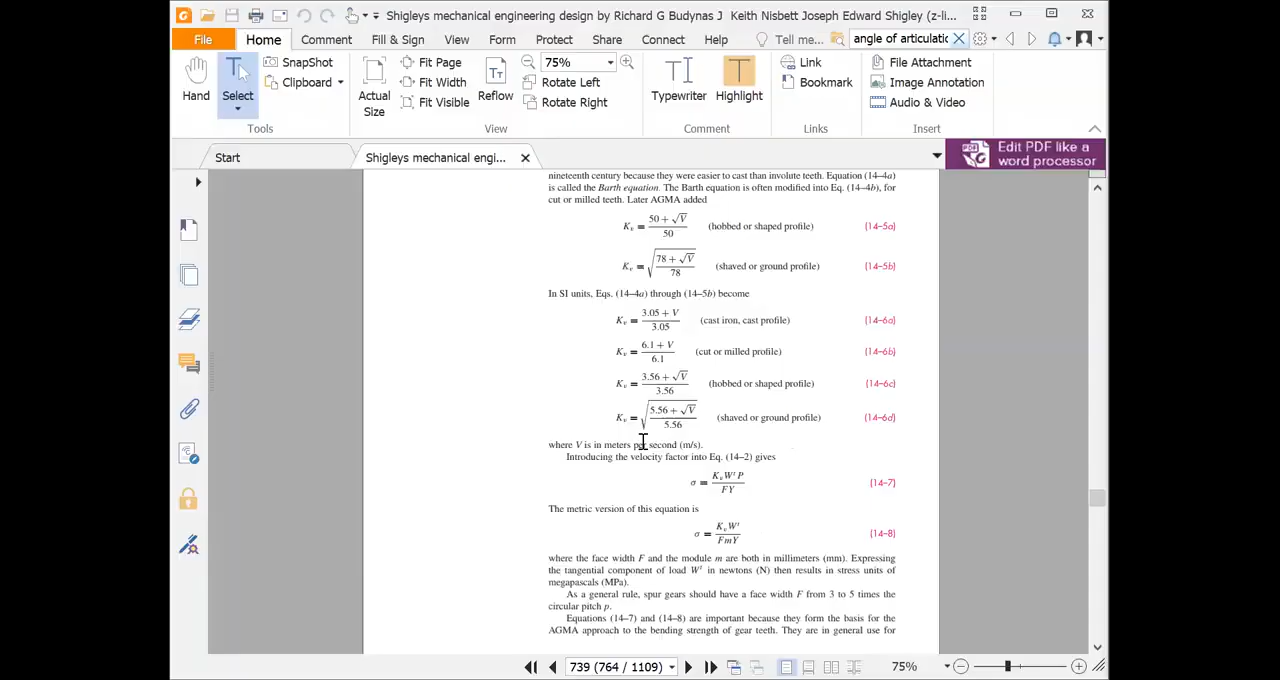 Shigleys mechanical engineering design by Richard G Budynas J   Keith Nisbett Joseph Edward Shigley (z-li...
File Home Comment Fill & Sign View Form Protect Share Connect Help Tell me... angle of articulatic
Hand Select SnapShot Clipboard
Tools
Actual Size Fit Page Fit Width Fit Visible Reflow 75% Rotate Left Rotate Right
View
Typewriter Highlight
Comment
Link Bookmark
Links
File Attachment Image Annotation Audio & Video
Insert
Start Shigleys mechanical engi...
Edit PDF like a
word processor
nineteenth century because they were easier to cast than involute teeth. Equation (14–4a)
is called the Barth equation. The Barth equation is often modified into Eq. (14–4b), for
cut or milled teeth. Later AGMA added
Kv = (50 + √V)/50 (hobbed or shaped profile) (14–5a)
Kv = √((78 + √V)/78) (shaved or ground profile) (14–5b)
In SI units, Eqs. (14–4a) through (14–5b) become
Kv = (3.05 + V)/3.05 (cast iron, cast profile) (14–6a)
Kv = (6.1 + V)/6.1 (cut or milled profile) (14–6b)
Kv = (3.56 + √V)/3.56 (hobbed or shaped profile) (14–6c)
Kv = √((5.56 + √V)/5.56) (shaved or ground profile) (14–6d)
where V is in meters per second (m/s).
Introducing the velocity factor into Eq. (14–2) gives
σ = KvWtP/FY (14–7)
The metric version of this equation is
σ = KvWt/FmY (14–8)
where the face width F and the module m are both in millimeters (mm). Expressing
the tangential component of load Wt in newtons (N) then results in stress units of
megapascals (MPa).
As a general rule, spur gears should have a face width F from 3 to 5 times the
circular pitch p.
Equations (14–7) and (14–8) are important because they form the basis for the
AGMA approach to the bending strength of gear teeth. They are in general use for
739 (764 / 1109) 75%